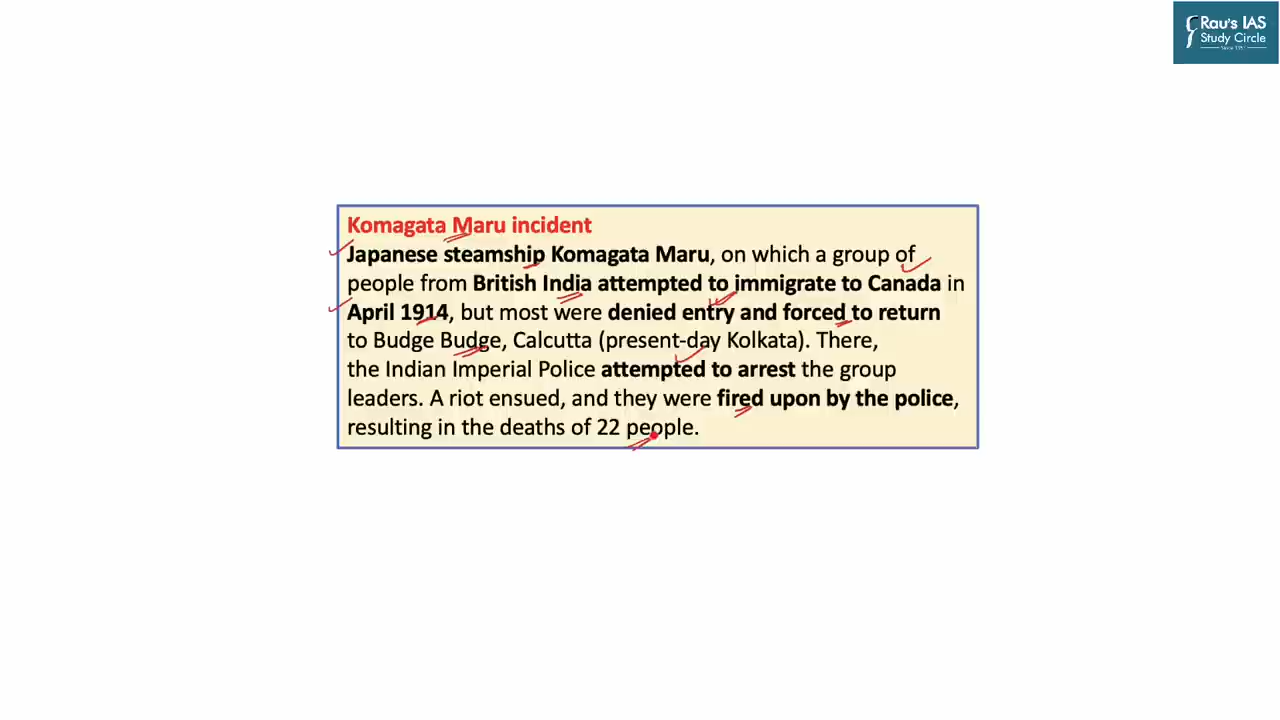 Rau's IAS
Study Circle
Komagata Maru incident
Japanese steamship Komagata Maru, on which a group of
people from British India attempted to immigrate to Canada in
April 1914, but most were denied entry and forced to return
to Budge Budge, Calcutta (present-day Kolkata). There,
the Indian Imperial Police attempted to arrest the group
leaders. A riot ensued, and they were fired upon by the police,
resulting in the deaths of 22 people.